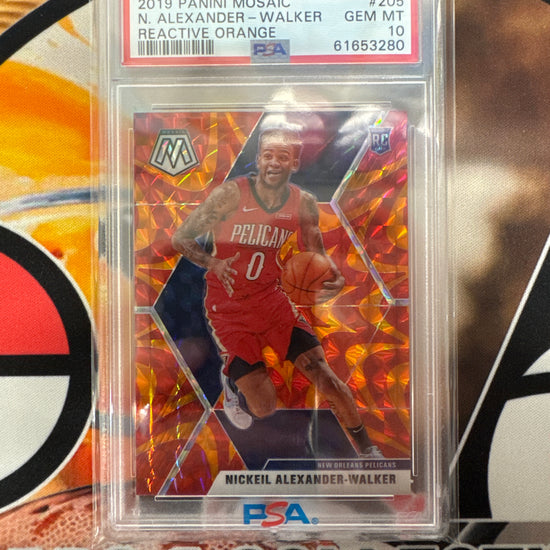 2019 PANINI MOSAIC #205
N. ALEXANDER - WALKER GEM MT
REACTIVE ORANGE 10
PSA 61653280
MOSAIC
M
RC
PELICANS
0
NEW ORLEANS PELICANS
NICKEIL ALEXANDER-WALKER
PSA